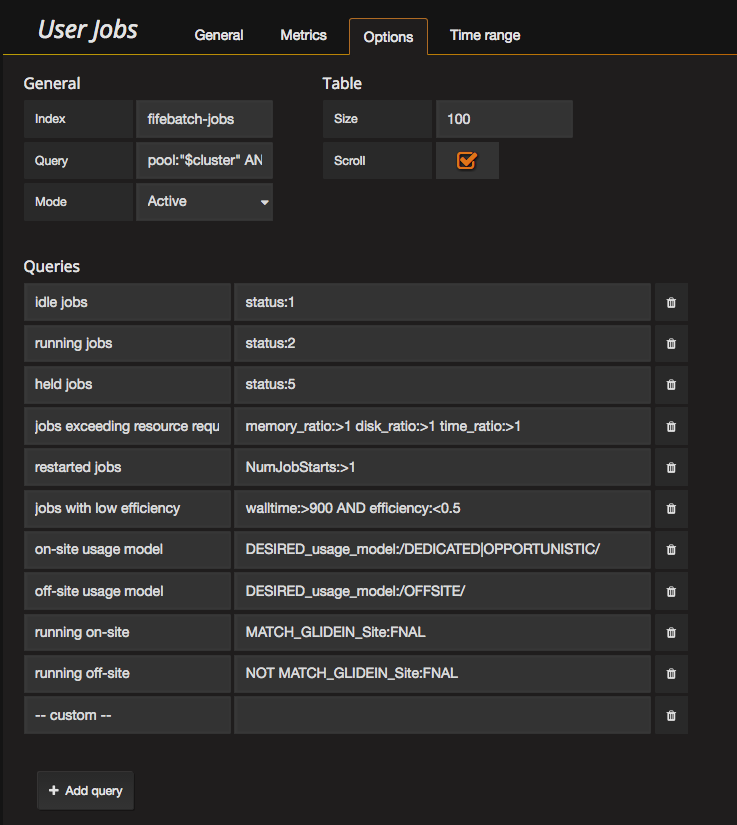 User Jobs General Metrics Options Time range
General Table
Index fifebatch-jobs Size 100
Query pool:"$cluster" AN Scroll
Mode Active
Queries
idle jobs status:1
running jobs status:2
held jobs status:5
jobs exceeding resource requ memory_ratio:>1 disk_ratio:>1 time_ratio:>1
restarted jobs NumJobStarts:>1
jobs with low efficiency walltime:>900 AND efficiency:<0.5
on-site usage model DESIRED_usage_model:/DEDICATED|OPPORTUNISTIC/
off-site usage model DESIRED_usage_model:/OFFSITE/
running on-site MATCH_GLIDEIN_Site:FNAL
running off-site NOT MATCH_GLIDEIN_Site:FNAL
-- custom --
+ Add query